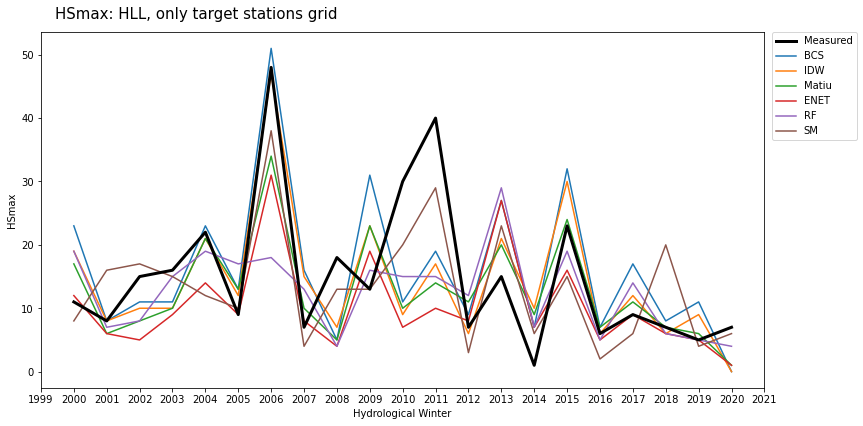 HSmax: HLL, only target stations grid
Measured
BCS
IDW
Matiu
ENET
RF
SM
HSmax
50
40
30
20
10
0
1999 2000 2001 2002 2003 2004 2005 2006 2007 2008 2009 2010 2011 2012 2013 2014 2015 2016 2017 2018 2019 2020 2021
Hydrological Winter